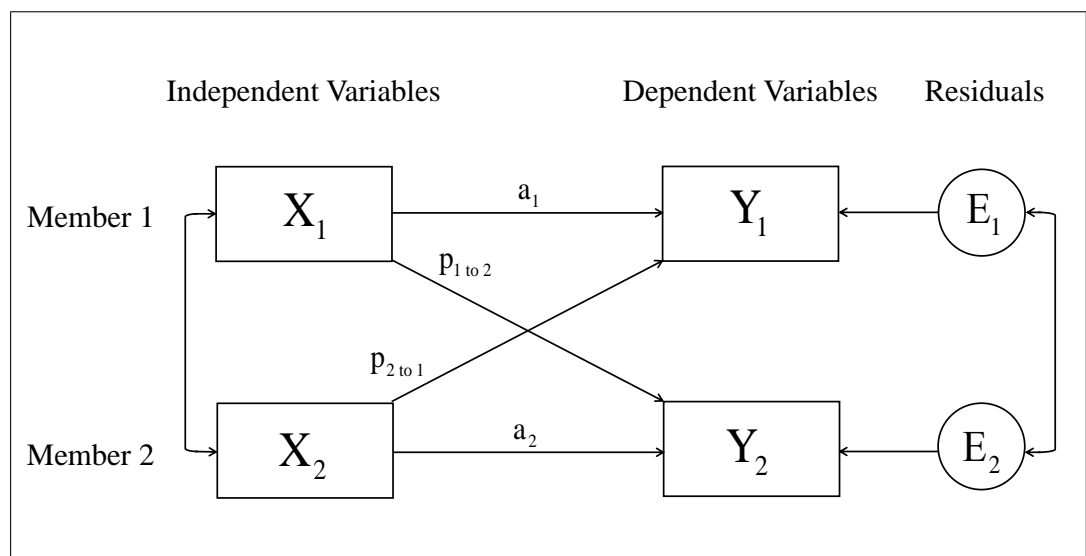 Independent Variables Dependent Variables Residuals
Member 1 X₁ a₁ Y₁ E₁
p₁ ₜₒ ₂
p₂ ₜₒ ₁
Member 2 X₂ a₂ Y₂ E₂